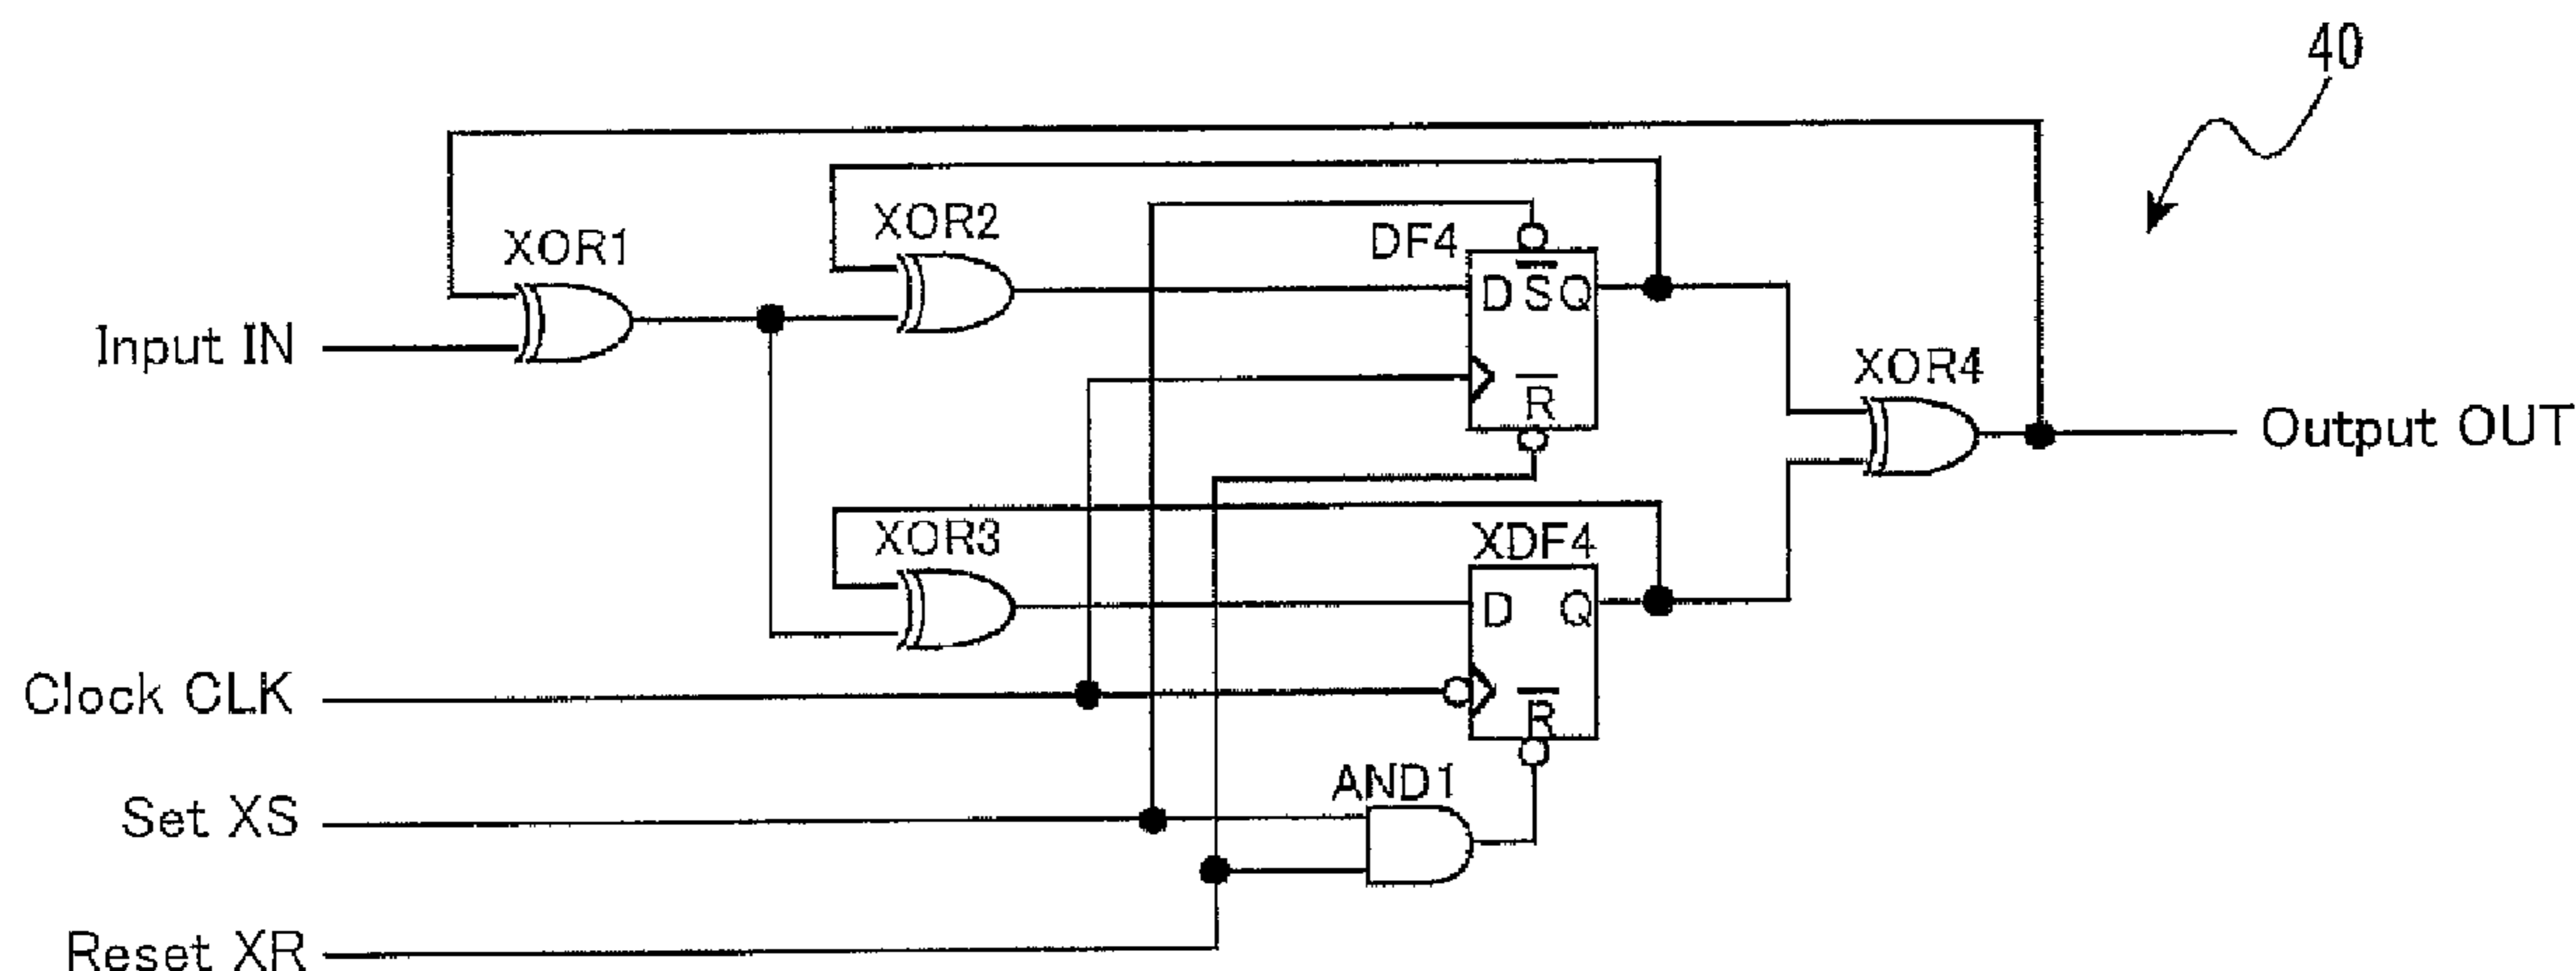 40
XOR1
XOR2
DF4
D S Q
Input IN
R
XOR4
Output OUT
XOR3
XDF4
D Q
Clock CLK
R
AND1
Set XS
Reset XR